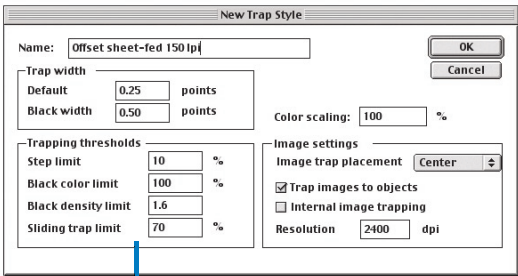 New Trap Style
Name: Offset sheet-fed 150 lpi
OK
Cancel
Trap width
Default 0.25 points
Black width 0.50 points
Color scaling: 100 %
Trapping thresholds
Step limit 10 %
Black color limit 100 %
Black density limit 1.6
Sliding trap limit 70 %
Image settings
Image trap placement Center
Trap images to objects
Internal image trapping
Resolution 2400 dpi